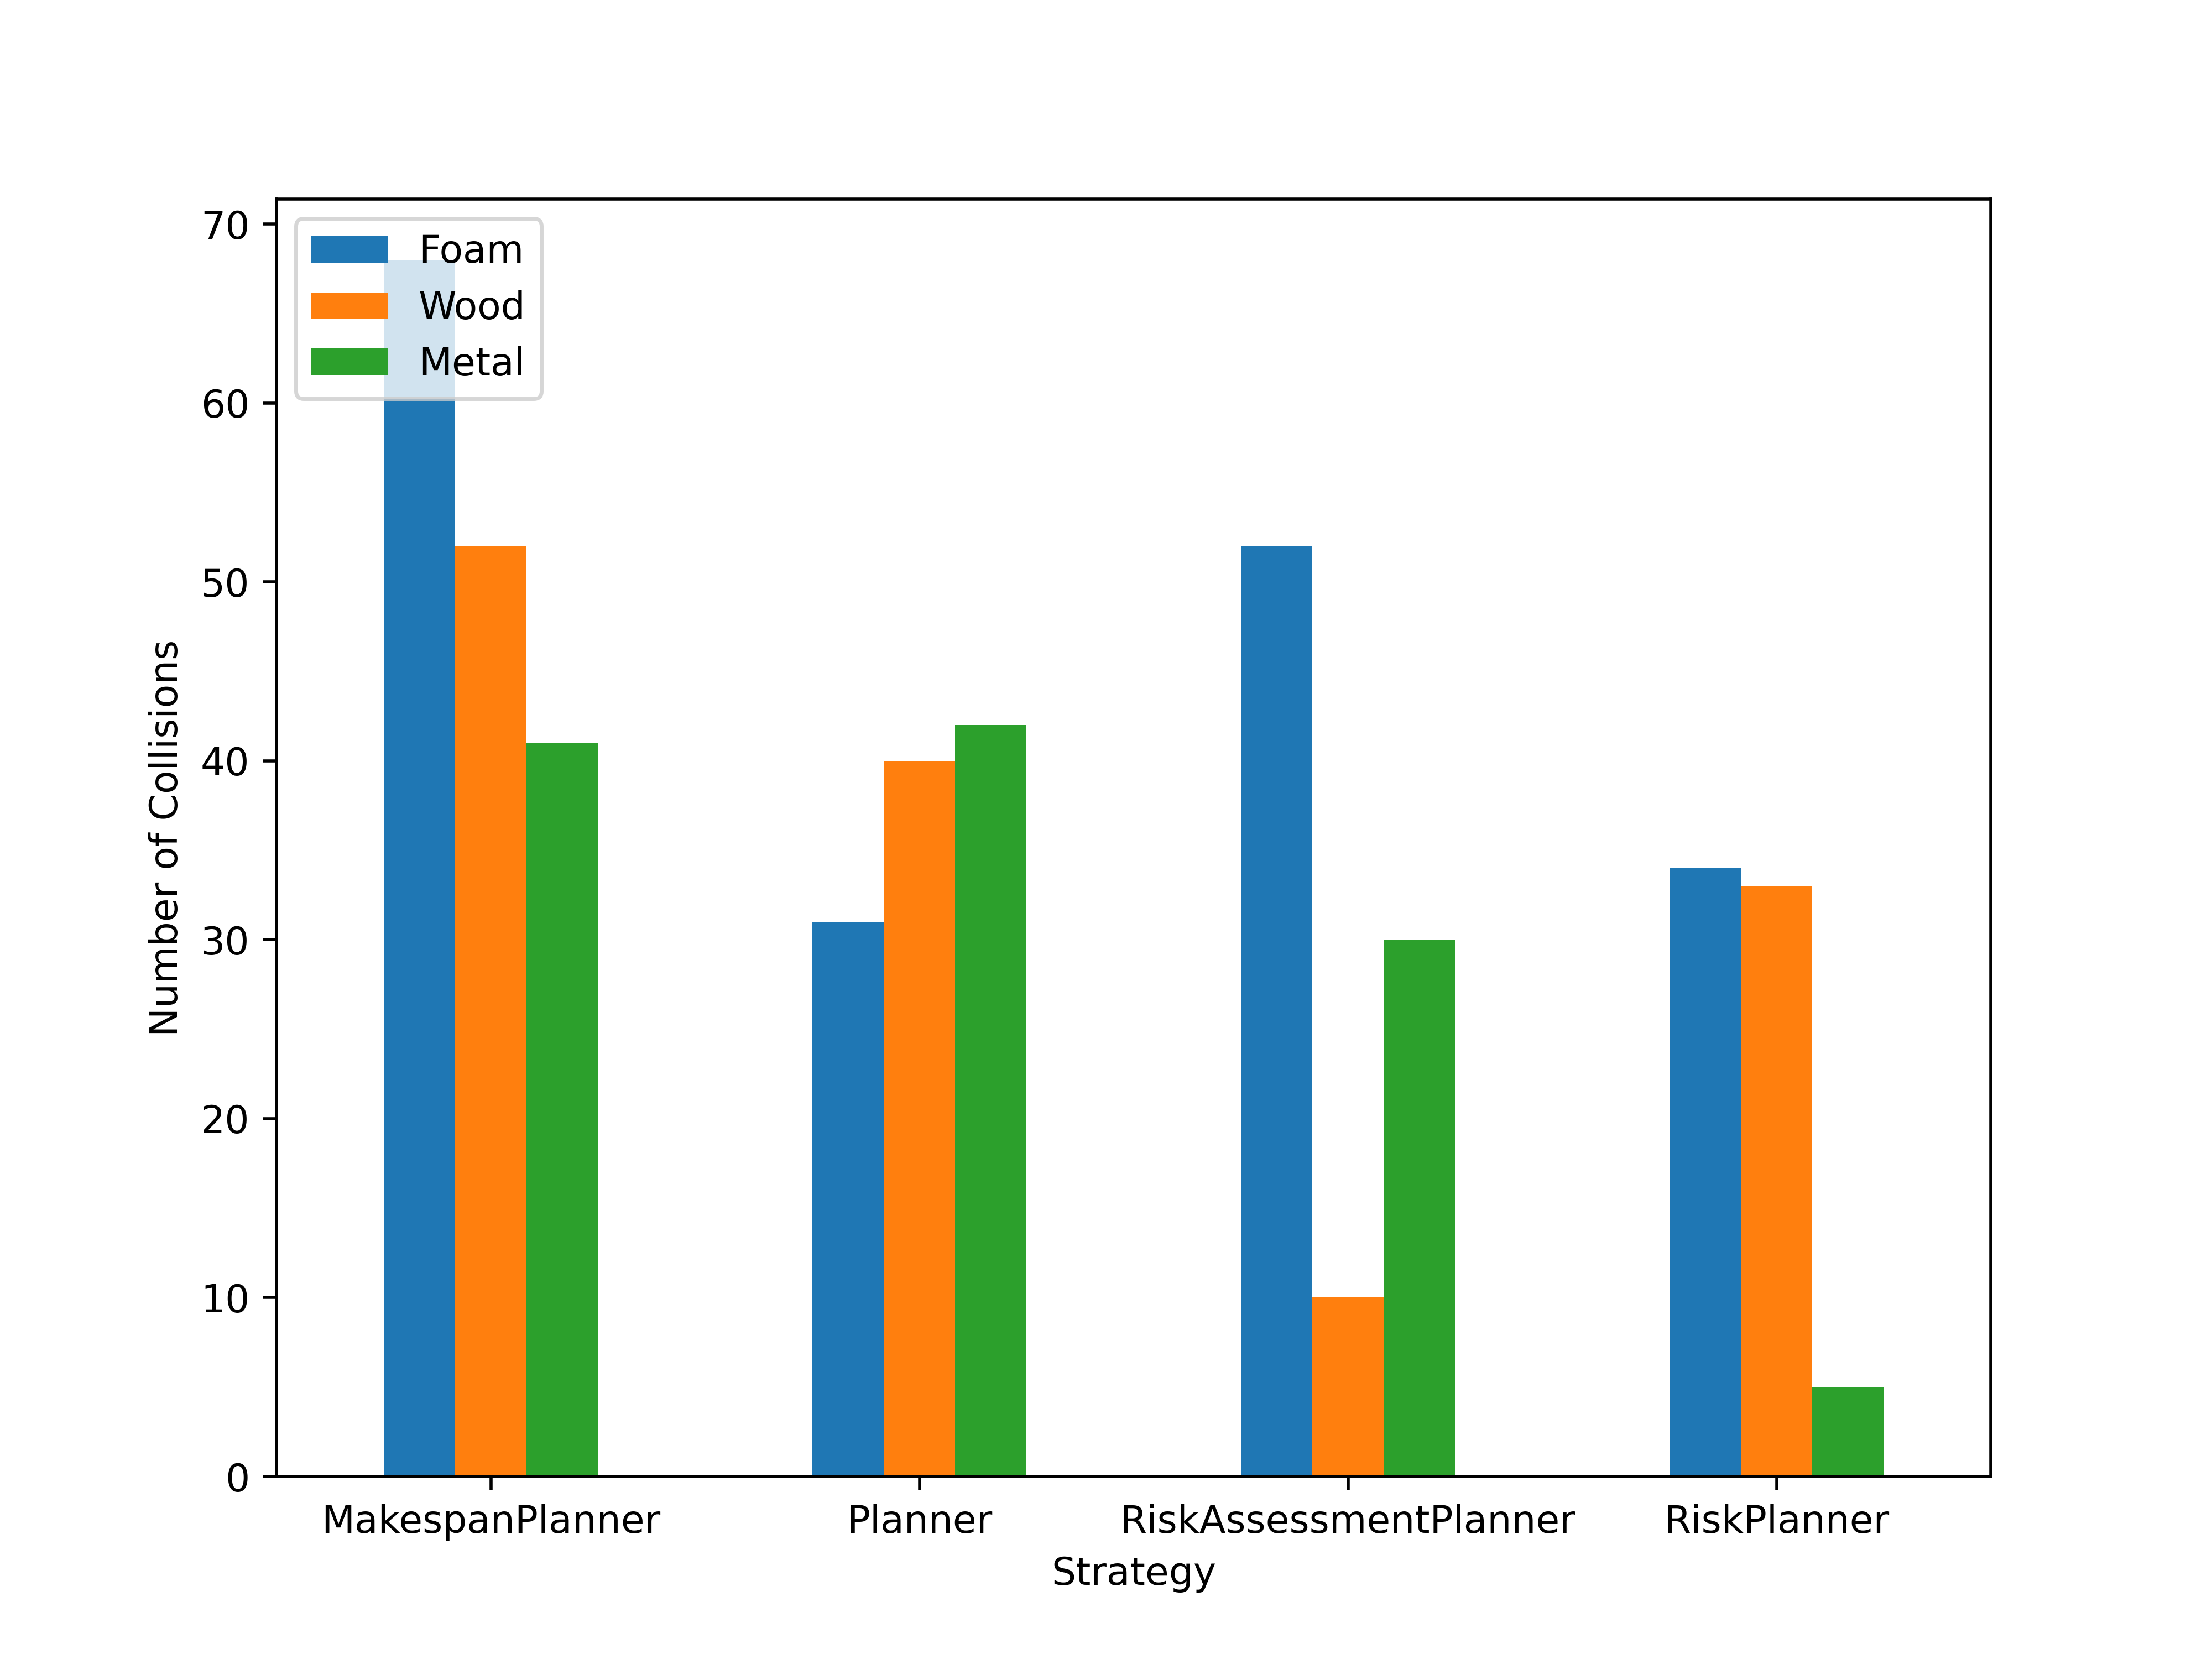 70
60
50
40
30
20
10
0
Number of Collisions
Foam
Wood
Metal
MakespanPlanner
Planner
RiskAssessmentPlanner
RiskPlanner
Strategy